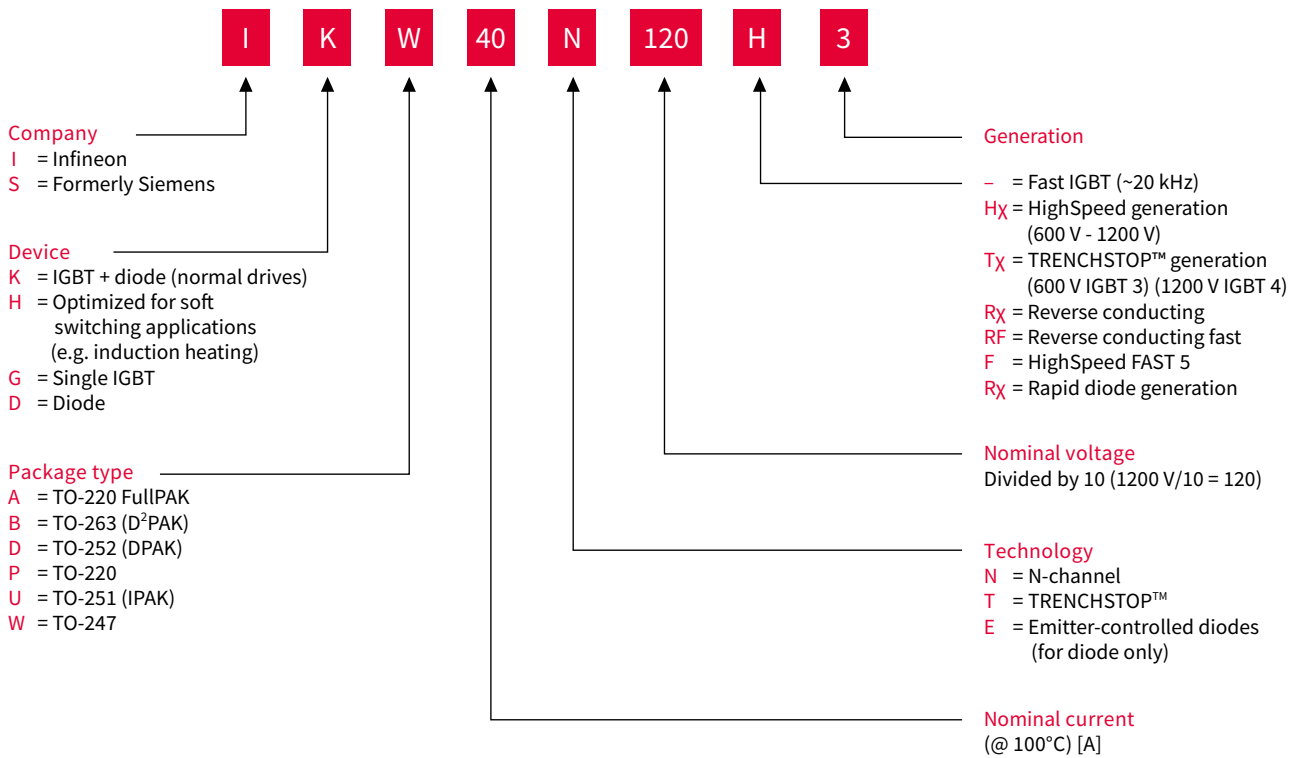 I K W 40 N 120 H 3
Company
I = Infineon
S = Formerly Siemens
Device
K = IGBT + diode (normal drives)
H = Optimized for soft
switching applications
(e.g. induction heating)
G = Single IGBT
D = Diode
Package type
A = TO-220 FullPAK
B = TO-263 (D²PAK)
D = TO-252 (DPAK)
P = TO-220
U = TO-251 (IPAK)
W = TO-247
Generation
– = Fast IGBT (~20 kHz)
Hχ = HighSpeed generation
(600 V - 1200 V)
Tχ = TRENCHSTOP™ generation
(600 V IGBT 3) (1200 V IGBT 4)
Rχ = Reverse conducting
RF = Reverse conducting fast
F = HighSpeed FAST 5
Rχ = Rapid diode generation
Nominal voltage
Divided by 10 (1200 V/10 = 120)
Technology
N = N-channel
T = TRENCHSTOP™
E = Emitter-controlled diodes
(for diode only)
Nominal current
(@ 100°C) [A]